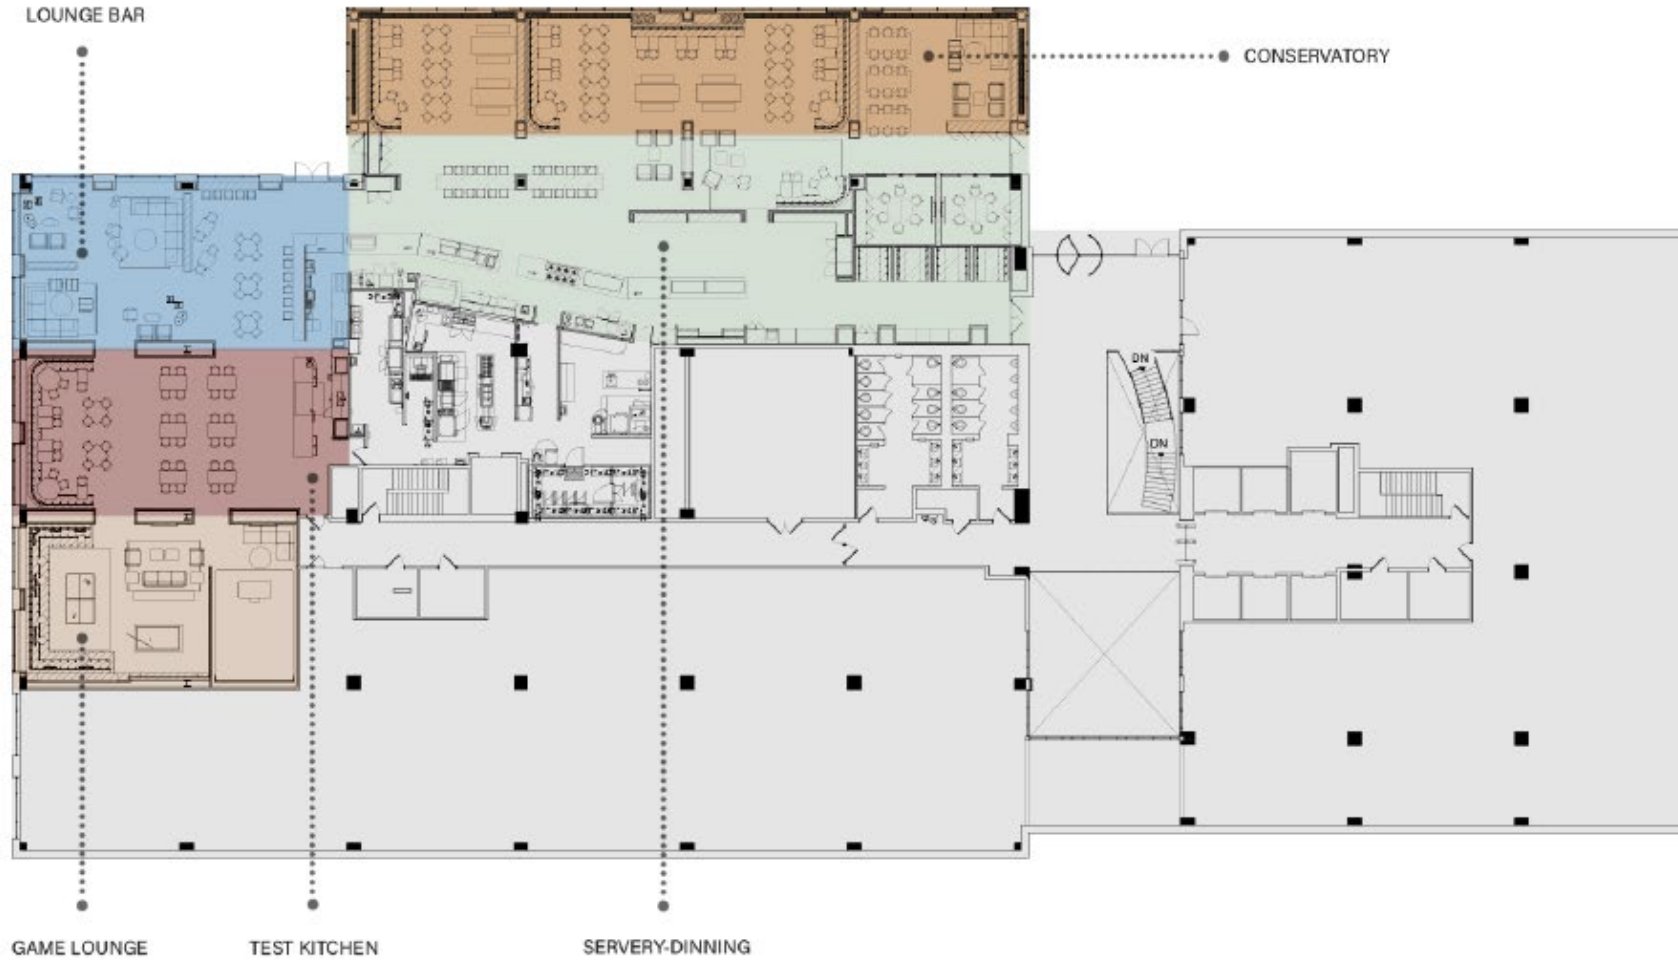 LOUNGE BAR
CONSERVATORY
DN
DN
GAME LOUNGE
TEST KITCHEN
SERVERY-DINNING